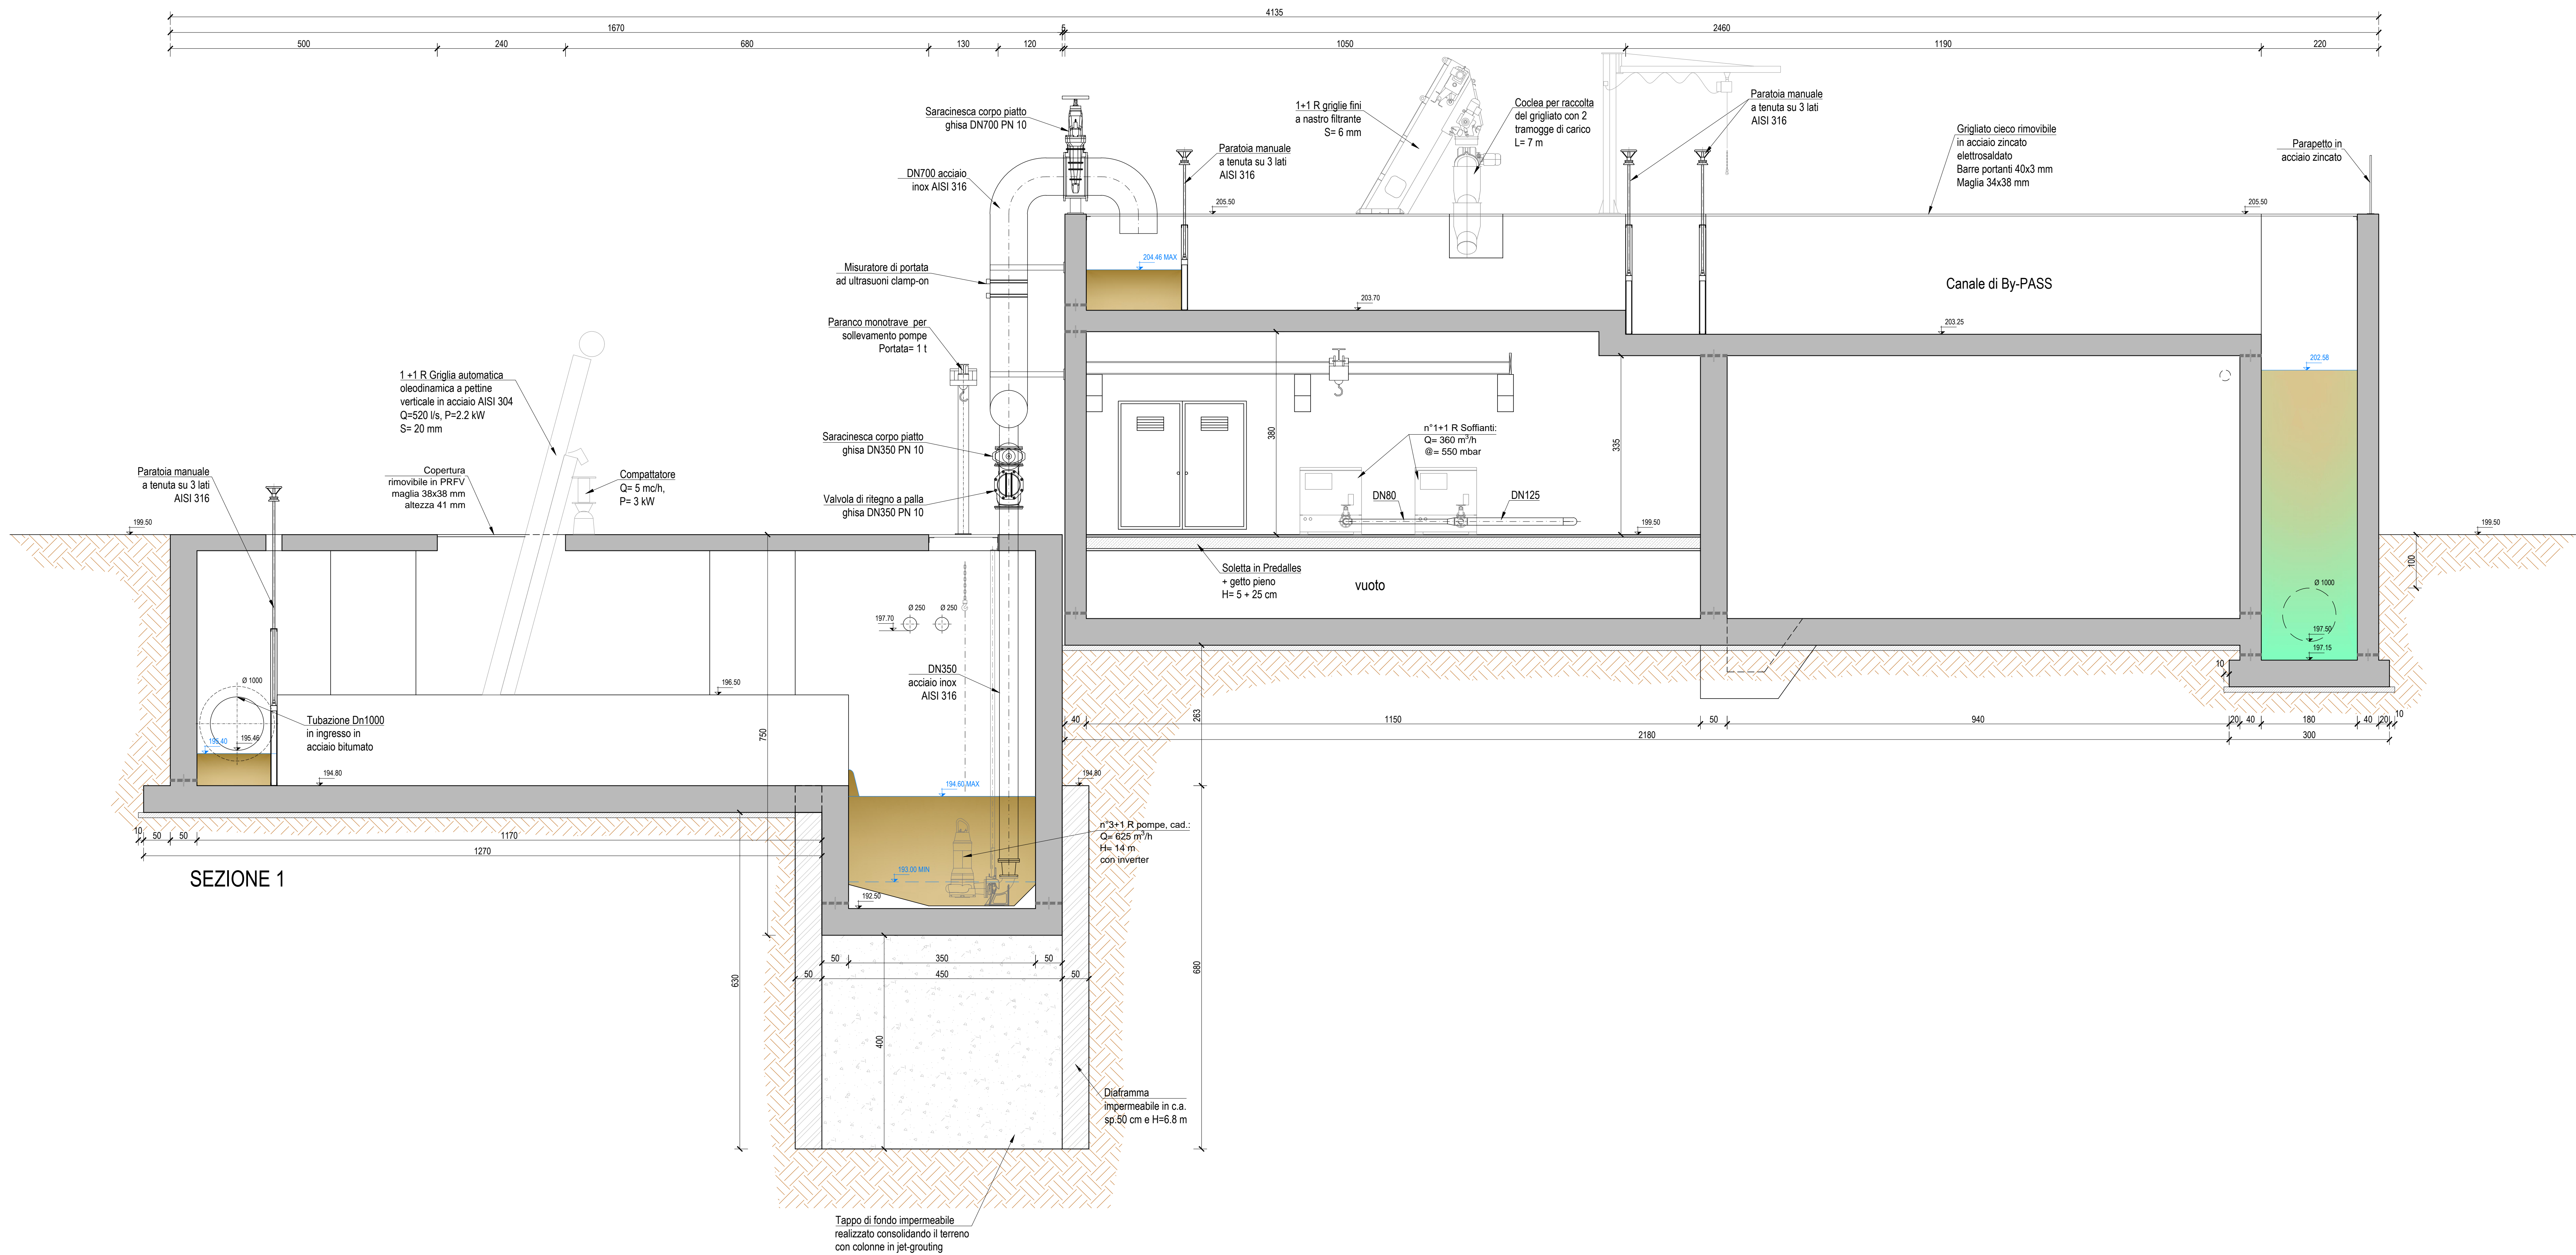 4135
1670
5
2460
500
240
680
130
120
1050
1190
220
Saracinesca corpo piatto
ghisa DN700 PN 10
DN700 acciaio
inox AISI 316
Misuratore di portata
ad ultrasuoni clamp-on
Paranco monotrave per
sollevamento pompe
Portata= 1 t
Saracinesca corpo piatto
ghisa DN350 PN 10
Valvola di ritegno a palla
ghisa DN350 PN 10
1 +1 R Griglia automatica
oleodinamica a pettine
verticale in acciaio AISI 304
Q=520 l/s, P=2.2 kW
S= 20 mm
Paratoia manuale
a tenuta su 3 lati
AISI 316
Copertura
rimovibile in PRFV
maglia 38x38 mm
altezza 41 mm
Compattatore
Q= 5 mc/h,
P= 3 kW
199.50
Paratoia manuale
a tenuta su 3 lati
AISI 316
1+1 R griglie fini
a nastro filtrante
S= 6 mm
Coclea per raccolta
del grigliato con 2
tramogge di carico
L= 7 m
Paratoia manuale
a tenuta su 3 lati
AISI 316
Grigliato cieco rimovibile
in acciaio zincato
elettrosaldato
Barre portanti 40x3 mm
Maglia 34x38 mm
Parapetto in
acciaio zincato
205.50
205.50
204.46 MAX
203.70
203.25
Canale di By-PASS
202.58
380
335
n°1+1 R Soffianti:
Q= 360 m³/h
@= 550 mbar
DN80
DN125
199.50
199.50
100
Soletta in Predalles
+ getto pieno
H= 5 + 25 cm
vuoto
Ø 1000
197.50
197.15
10
Ø 250
Ø 250
197.70
DN350
acciaio inox
AISI 316
196.50
Ø 1000
Tubazione Dn1000
in ingresso in
acciaio bitumato
195.46
195.40
194.80
750
263
40
1150
50
940
20
40
180
40
20
10
2180
300
194.60 MAX
194.80
193.00 MIN
192.50
n°3+1 R pompe, cad.:
Q= 625 m³/h
H= 14 m
con inverter
10
50
50
1170
1270
SEZIONE 1
630
50
350
50
50
450
50
680
400
Diaframma
impermeabile in c.a.
sp.50 cm e H=6.8 m
Tappo di fondo impermeabile
realizzato consolidando il terreno
con colonne in jet-grouting